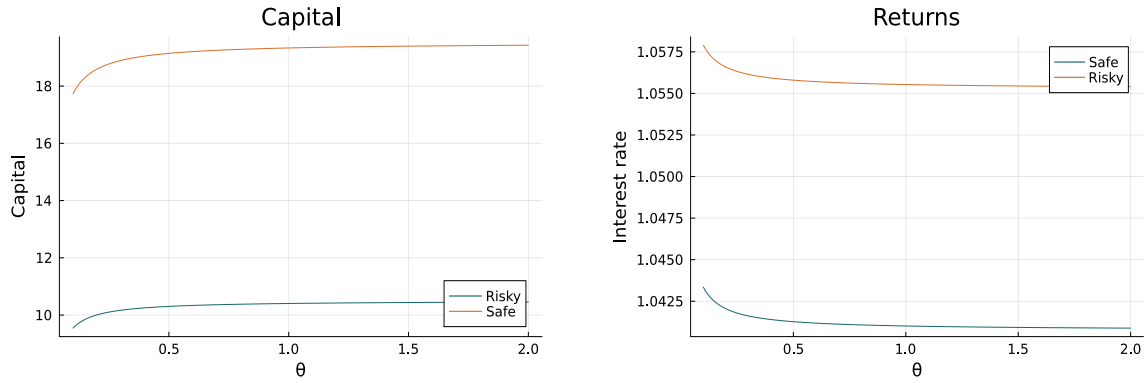 Capital
Capital
18
16
14
12
10
0.5
1.0
1.5
2.0
θ
Risky
Safe
Returns
Interest rate
1.0575
1.0550
1.0525
1.0500
1.0475
1.0450
1.0425
0.5
1.0
1.5
2.0
θ
Safe
Risky